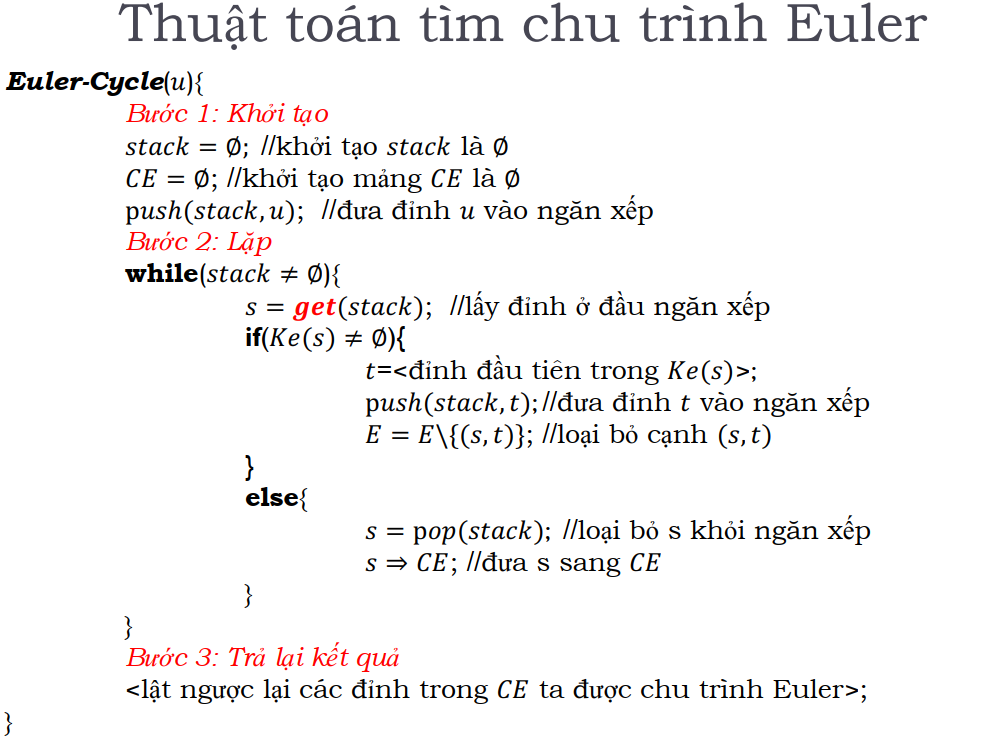 Thuật toán tìm chu trình Euler
Euler-Cycle(u){
Bước 1: Khởi tạo
stack = ∅; //khởi tạo stack là ∅
CE = ∅; //khởi tạo mảng CE là ∅
push(stack, u); //đưa đỉnh u vào ngăn xếp
Bước 2: Lặp
while(stack ≠ ∅){
s = get(stack); //lấy đỉnh ở đầu ngăn xếp
if(Ke(s) ≠ ∅){
t=<đỉnh đầu tiên trong Ke(s)>;
push(stack, t);//đưa đỉnh t vào ngăn xếp
E = E\{(s, t)}; //loại bỏ cạnh (s, t)
}
else{
s = pop(stack); //loại bỏ s khỏi ngăn xếp
s ⇒ CE; //đưa s sang CE
}
}
Bước 3: Trả lại kết quả
<lật ngược lại các đỉnh trong CE ta được chu trình Euler>;
}